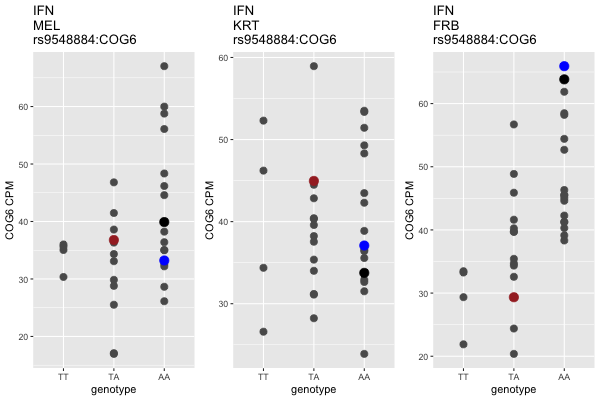 IFN
MEL
rs9548884:COG6
COG6 CPM
60
50
40
30
20
TT TA AA
genotype
IFN
KRT
rs9548884:COG6
COG6 CPM
60
50
40
30
TT TA AA
genotype
IFN
FRB
rs9548884:COG6
COG6 CPM
60
50
40
30
20
TT TA AA
genotype